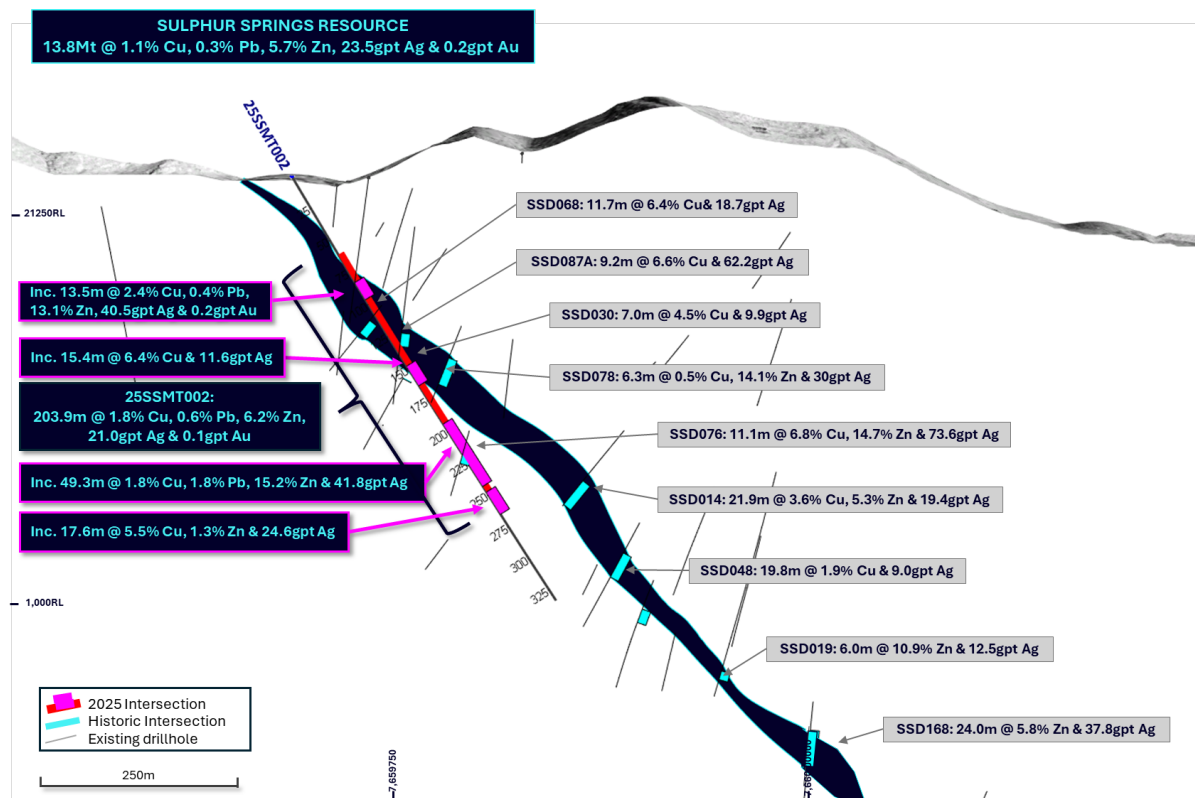 SULPHUR SPRINGS RESOURCE
13.8Mt @ 1.1% Cu, 0.3% Pb, 5.7% Zn, 23.5gpt Ag & 0.2gpt Au
25SSMT002
21250RL
SSD068: 11.7m @ 6.4% Cu& 18.7gpt Ag
SSD087A: 9.2m @ 6.6% Cu & 62.2gpt Ag
Inc. 13.5m @ 2.4% Cu, 0.4% Pb,
13.1% Zn, 40.5gpt Ag & 0.2gpt Au
SSD030: 7.0m @ 4.5% Cu & 9.9gpt Ag
Inc. 15.4m @ 6.4% Cu & 11.6gpt Ag
SSD078: 6.3m @ 0.5% Cu, 14.1% Zn & 30gpt Ag
25SSMT002:
203.9m @ 1.8% Cu, 0.6% Pb, 6.2% Zn,
21.0gpt Ag & 0.1gpt Au
150
175
200
225
250
275
300
325
SSD076: 11.1m @ 6.8% Cu, 14.7% Zn & 73.6gpt Ag
Inc. 49.3m @ 1.8% Cu, 1.8% Pb, 15.2% Zn & 41.8gpt Ag
SSD014: 21.9m @ 3.6% Cu, 5.3% Zn & 19.4gpt Ag
Inc. 17.6m @ 5.5% Cu, 1.3% Zn & 24.6gpt Ag
SSD048: 19.8m @ 1.9% Cu & 9.0gpt Ag
1,000RL
SSD019: 6.0m @ 10.9% Zn & 12.5gpt Ag
SSD168: 24.0m @ 5.8% Zn & 37.8gpt Ag
2025 Intersection
Historic Intersection
Existing drillhole
250m
7,659750